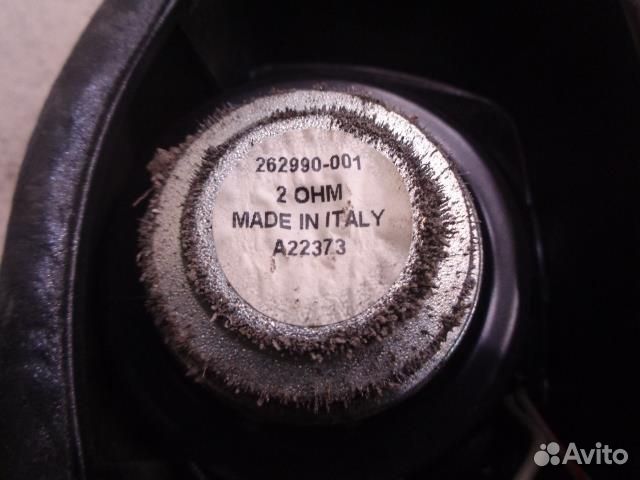 262990-001
2 OHM
MADE IN ITALY
A22373
Avito